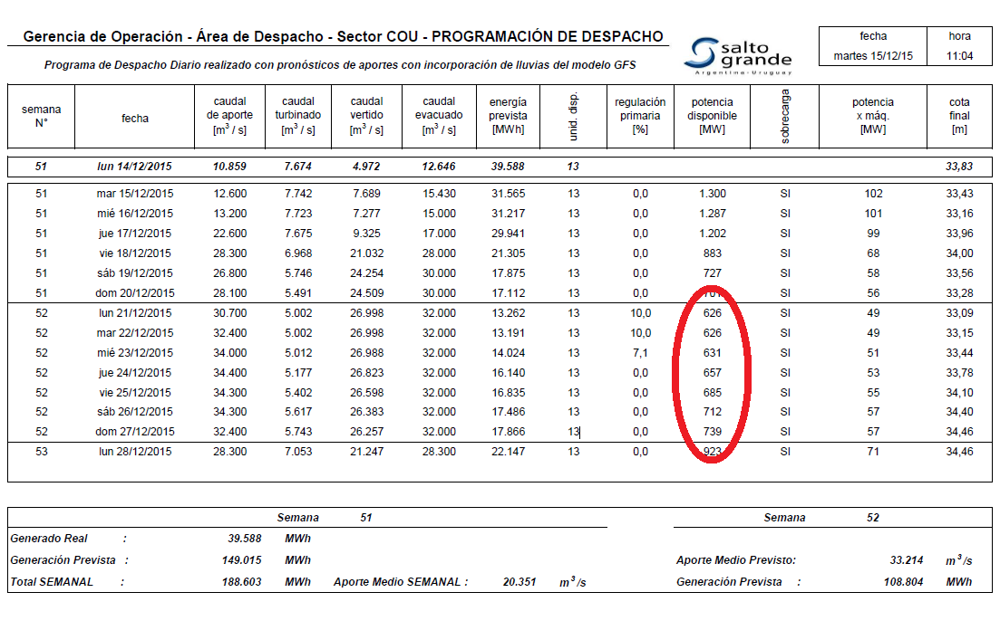 Gerencia de Operación - Área de Despacho - Sector COU - PROGRAMACIÓN DE DESPACHO
Programa de Despacho Diario realizado con pronósticos de aportes con incorporación de lluvias del modelo GFS
salto
grande
Argentina - Uruguay
fecha hora
martes 15/12/15 11:04
semana N° fecha caudal de aporte [m³ / s] caudal turbinado [m³ / s] caudal vertido [m³ / s] caudal evacuado [m³ / s] energía prevista [MWh] unid. disp. regulación primaria [%] potencia disponible [MW] sobrecarga potencia x máq. [MW] cota final [m]
51 lun 14/12/2015 10.859 7.674 4.972 12.646 39.588 13 33,83
51 mar 15/12/2015 12.600 7.742 7.689 15.430 31.565 13 0,0 1.300 SI 102 33,43
51 mié 16/12/2015 13.200 7.723 7.277 15.000 31.217 13 0,0 1.287 SI 101 33,16
51 jue 17/12/2015 22.600 7.675 9.325 17.000 29.941 13 0,0 1.202 SI 99 33,96
51 vie 18/12/2015 28.300 6.968 21.032 28.000 21.305 13 0,0 883 SI 68 34,00
51 sáb 19/12/2015 26.800 5.746 24.254 30.000 17.875 13 0,0 727 SI 58 33,56
51 dom 20/12/2015 28.100 5.491 24.509 30.000 17.112 13 0,0 SI 56 33,28
52 lun 21/12/2015 30.700 5.002 26.998 32.000 13.262 13 10,0 626 SI 49 33,09
52 mar 22/12/2015 32.400 5.002 26.998 32.000 13.191 13 10,0 626 SI 49 33,15
52 mié 23/12/2015 34.000 5.012 26.988 32.000 14.024 13 7,1 631 SI 51 33,44
52 jue 24/12/2015 34.400 5.177 26.823 32.000 16.140 13 0,0 657 SI 53 33,78
52 vie 25/12/2015 34.300 5.402 26.598 32.000 16.835 13 0,0 685 SI 55 34,10
52 sáb 26/12/2015 34.300 5.617 26.383 32.000 17.486 13 0,0 712 SI 57 34,40
52 dom 27/12/2015 32.400 5.743 26.257 32.000 17.866 13 0,0 739 SI 57 34,46
53 lun 28/12/2015 28.300 7.053 21.247 28.300 22.147 13 0,0 923 SI 71 34,46
Semana 51
Generado Real : 39.588 MWh
Generación Prevista : 149.015 MWh
Total SEMANAL : 188.603 MWh Aporte Medio SEMANAL : 20.351 m³/s
Semana 52
Aporte Medio Previsto: 33.214 m³/s
Generación Prevista : 108.804 MWh